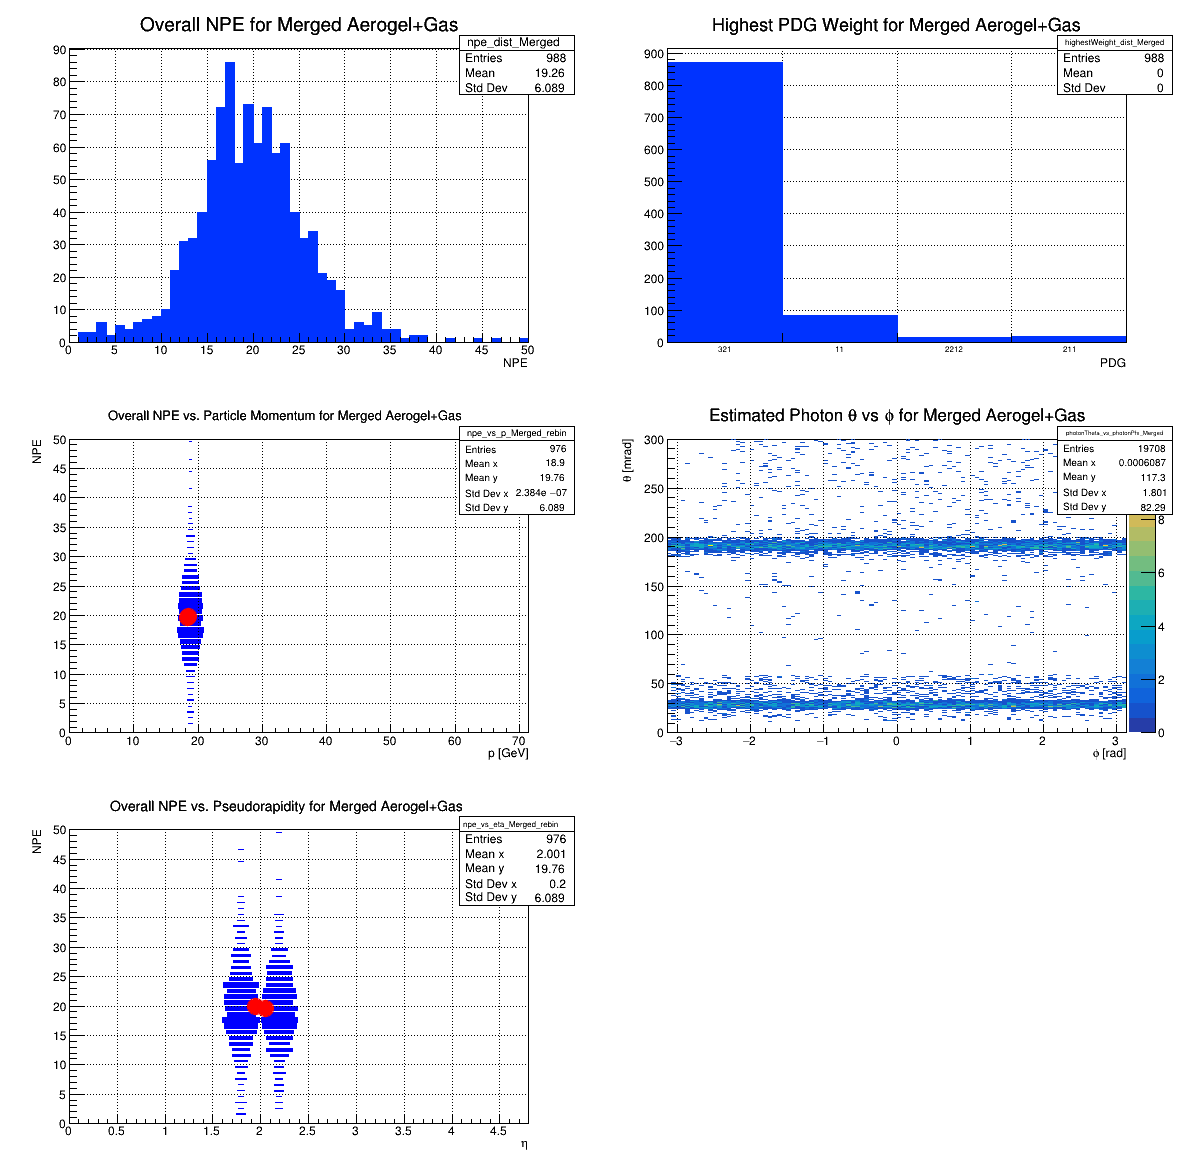 Overall NPE for Merged Aerogel+Gas
npe_dist_Merged
Entries 988
Mean 19.26
Std Dev 6.089
90
80
70
60
50
40
30
20
10
0
0 5 10 15 20 25 30 35 40 45 50
NPE
Highest PDG Weight for Merged Aerogel+Gas
highestWeight_dist_Merged
Entries 988
Mean 0
Std Dev 0
900
800
700
600
500
400
300
200
100
0
321 11 2212 211
PDG
Overall NPE vs. Particle Momentum for Merged Aerogel+Gas
npe_vs_p_Merged_rebin
Entries 976
Mean x 18.9
Mean y 19.76
Std Dev x 2.384e −07
Std Dev y 6.089
NPE
50
45
40
35
30
25
20
15
10
5
0
0 10 20 30 40 50 60 70
p [GeV]
Estimated Photon θ vs ϕ for Merged Aerogel+Gas
photonTheta_vs_photonPhi_Merged
Entries 19708
Mean x 0.0006087
Mean y 117.3
Std Dev x 1.801
Std Dev y 82.29
θ [mrad]
300
250
200
150
100
50
0
−3 −2 −1 0 1 2 3
ϕ [rad]
8
6
4
2
0
Overall NPE vs. Pseudorapidity for Merged Aerogel+Gas
npe_vs_eta_Merged_rebin
Entries 976
Mean x 2.001
Mean y 19.76
Std Dev x 0.2
Std Dev y 6.089
NPE
50
45
40
35
30
25
20
15
10
5
0
0 0.5 1 1.5 2 2.5 3 3.5 4 4.5
η